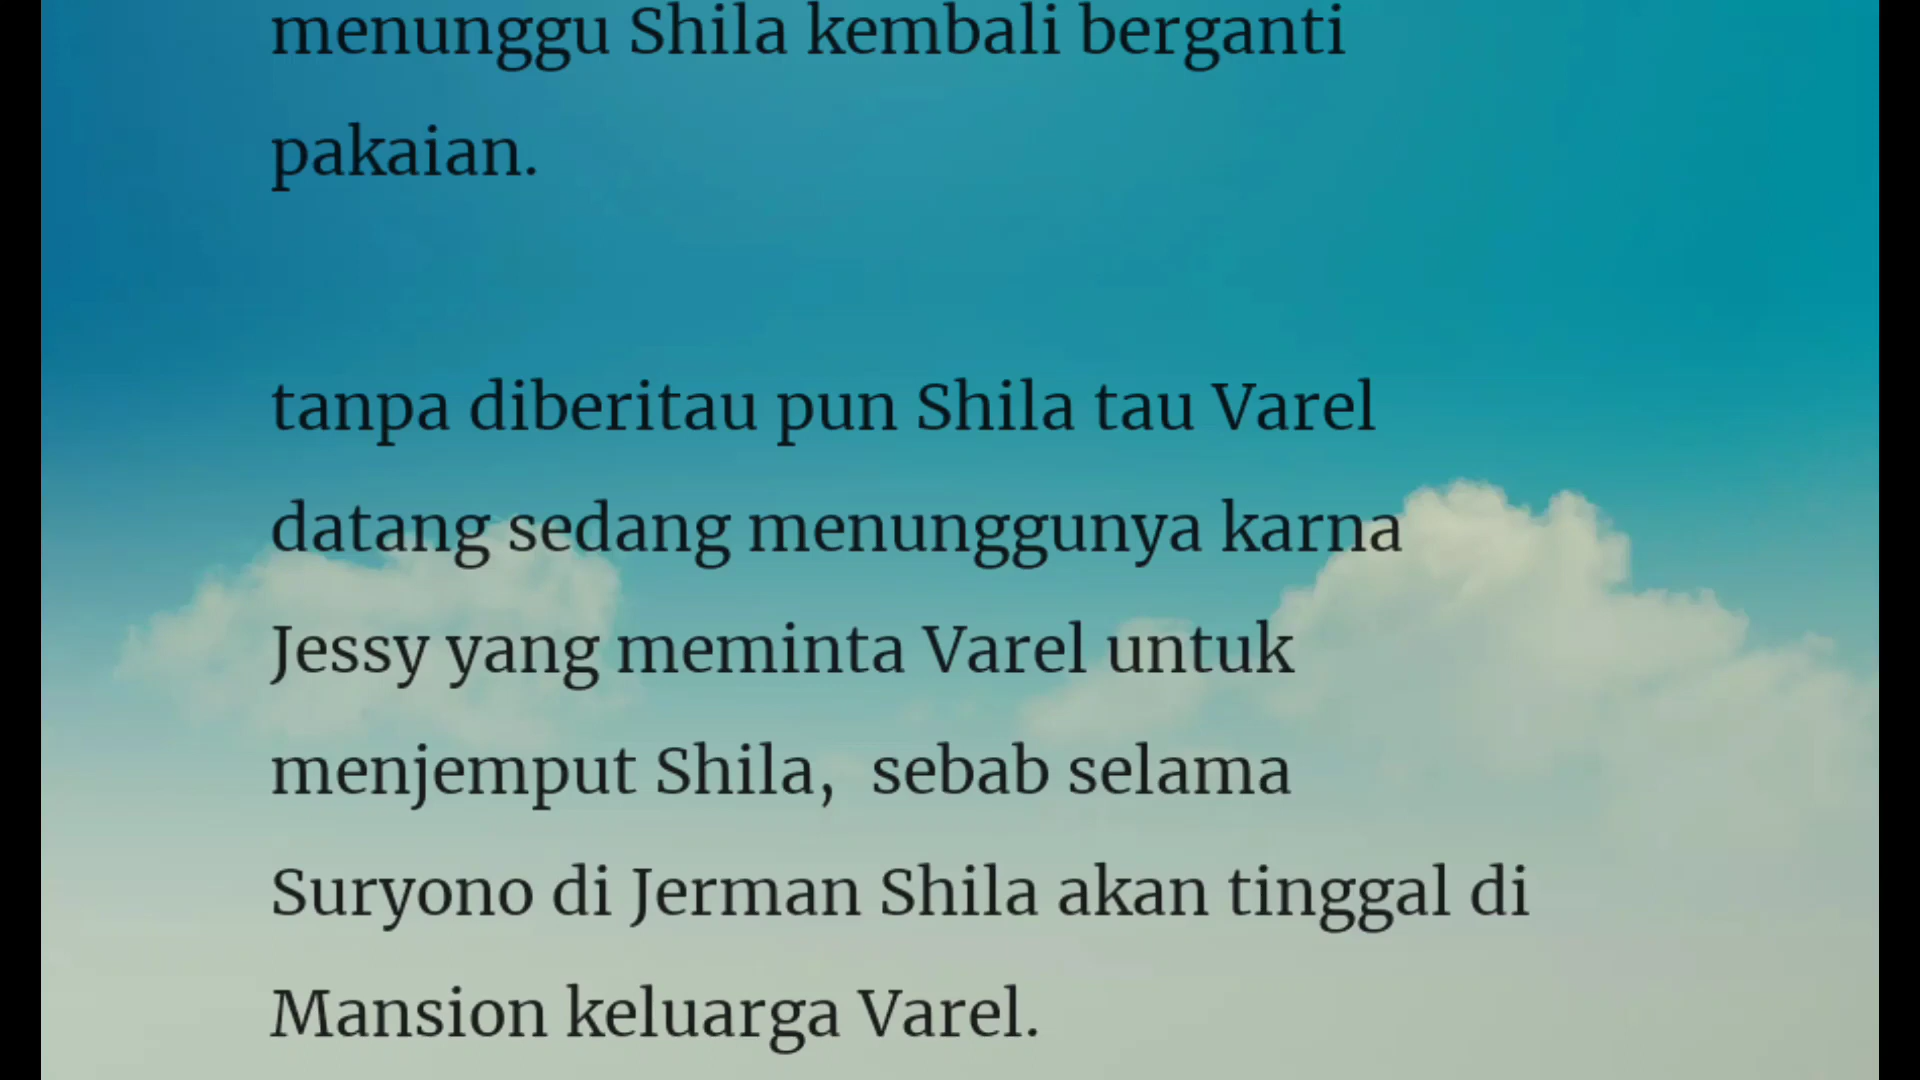 menunggu Shila kembali berganti
pakaian.
tanpa diberitau pun Shila tau Varel
datang sedang menunggunya karna
Jessy yang meminta Varel untuk
menjemput Shila,  sebab selama
Suryono di Jerman Shila akan tinggal di
Mansion keluarga Varel.